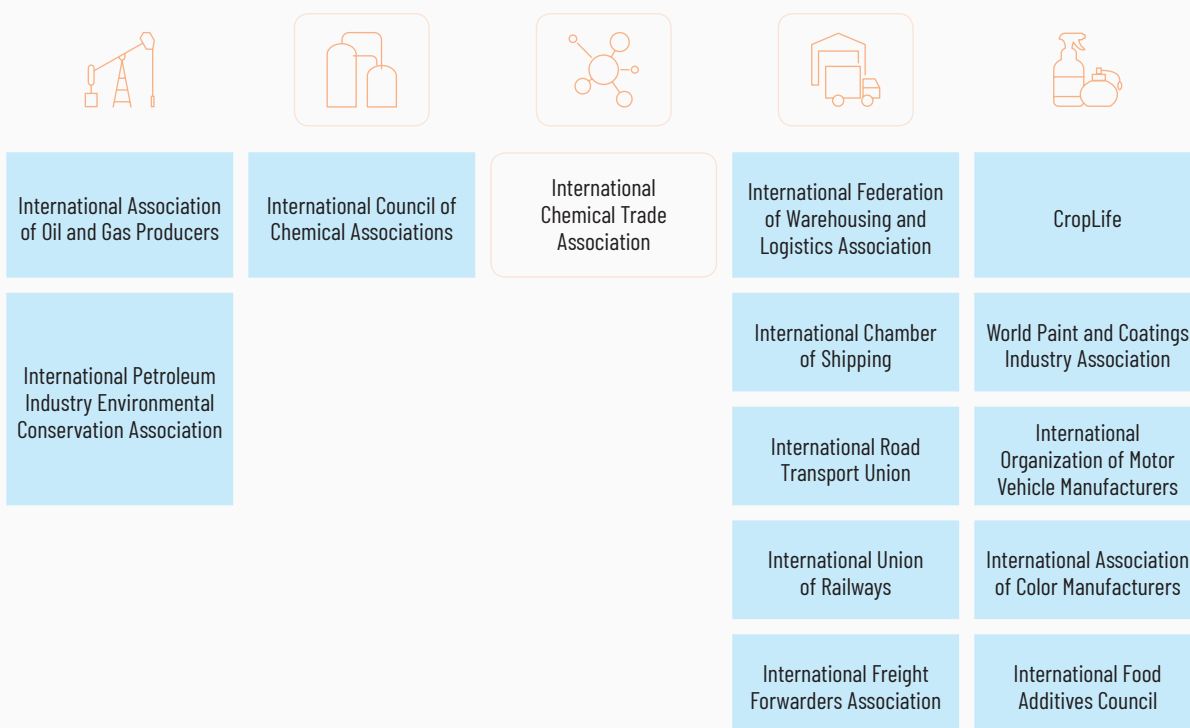 International Association
of Oil and Gas Producers
International Council of
Chemical Associations
International
Chemical Trade
Association
International Federation
of Warehousing and
Logistics Association
CropLife
International Petroleum
Industry Environmental
Conservation Association
International Chamber
of Shipping
World Paint and Coatings
Industry Association
International Road
Transport Union
International
Organization of Motor
Vehicle Manufacturers
International Union
of Railways
International Association
of Color Manufacturers
International Freight
Forwarders Association
International Food
Additives Council